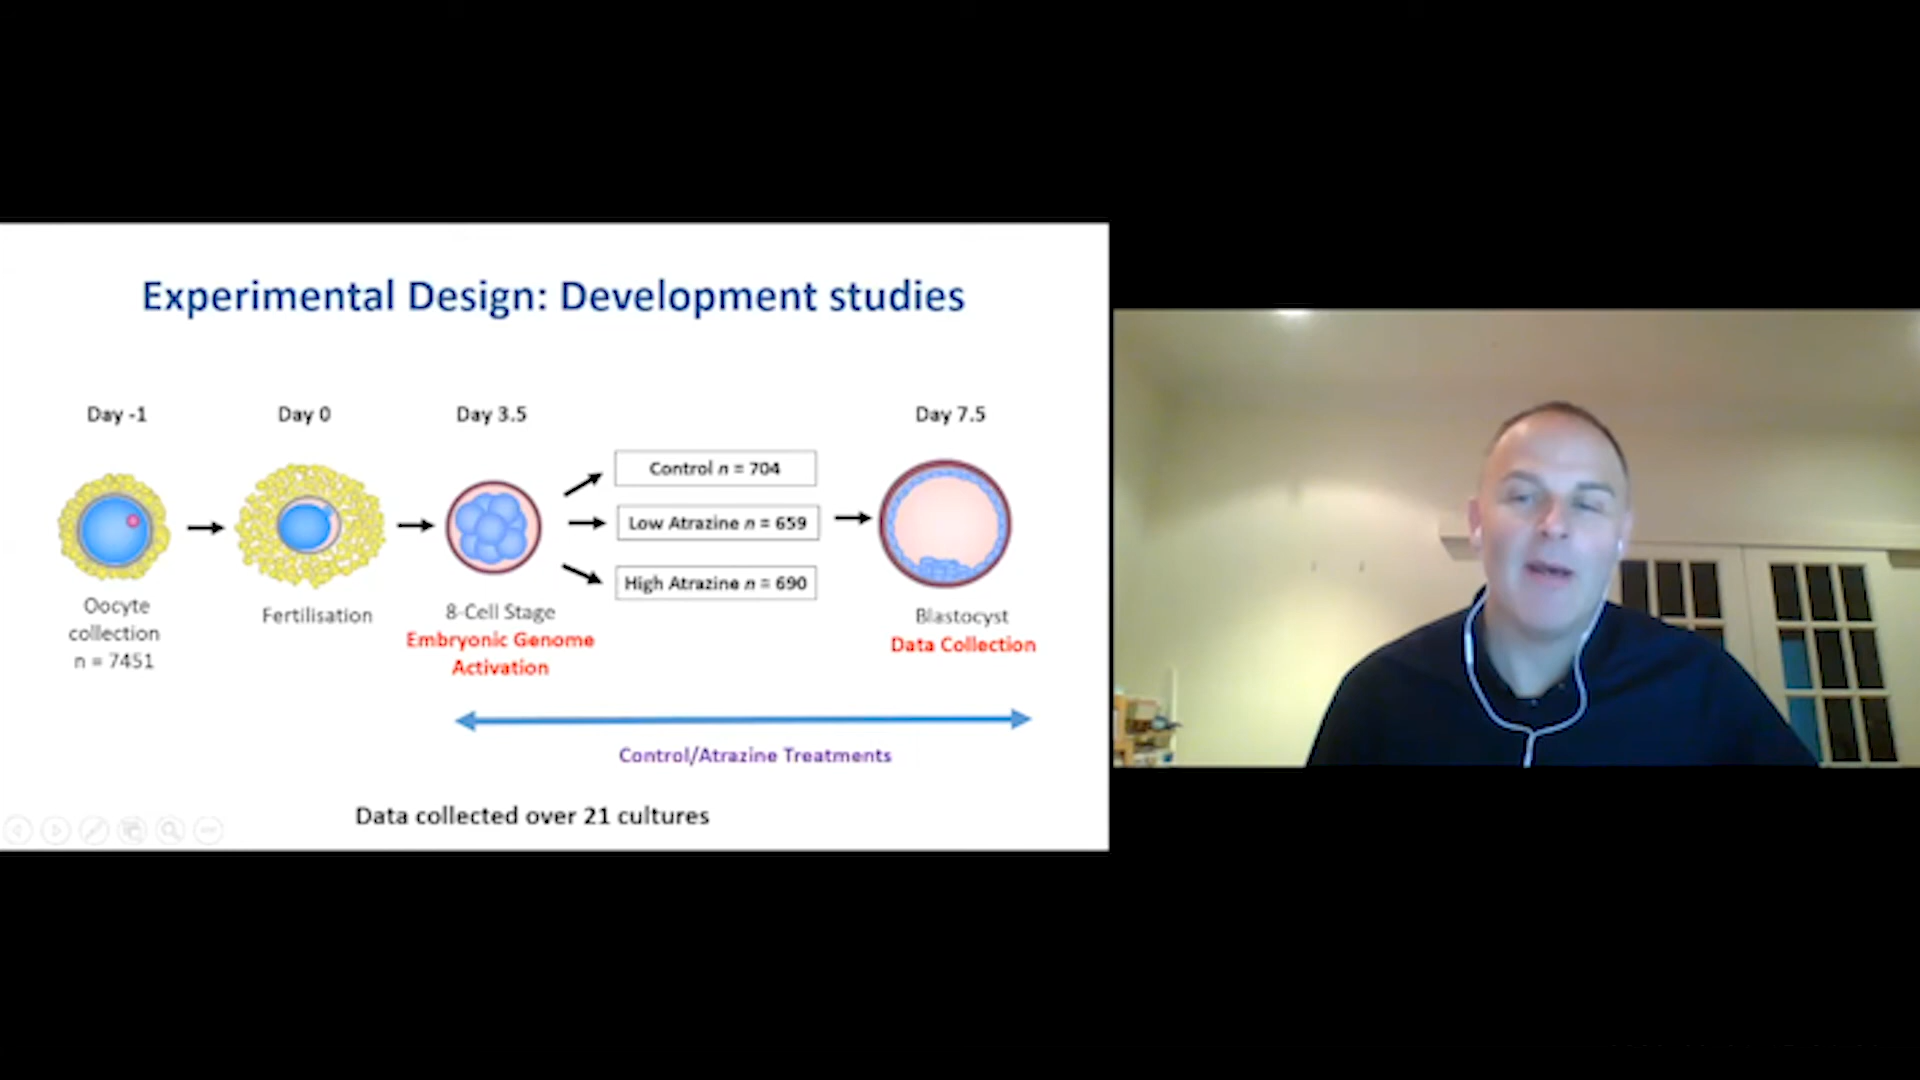 Experimental Design: Development studies
Day -1
Day 0
Day 3.5
Day 7.5
Control n = 704
Low Atrazine n = 659
High Atrazine n = 690
Oocyte
collection
n = 7451
Fertilisation
8-Cell Stage
Embryonic Genome
Activation
Blastocyst
Data Collection
Control/Atrazine Treatments
Data collected over 21 cultures